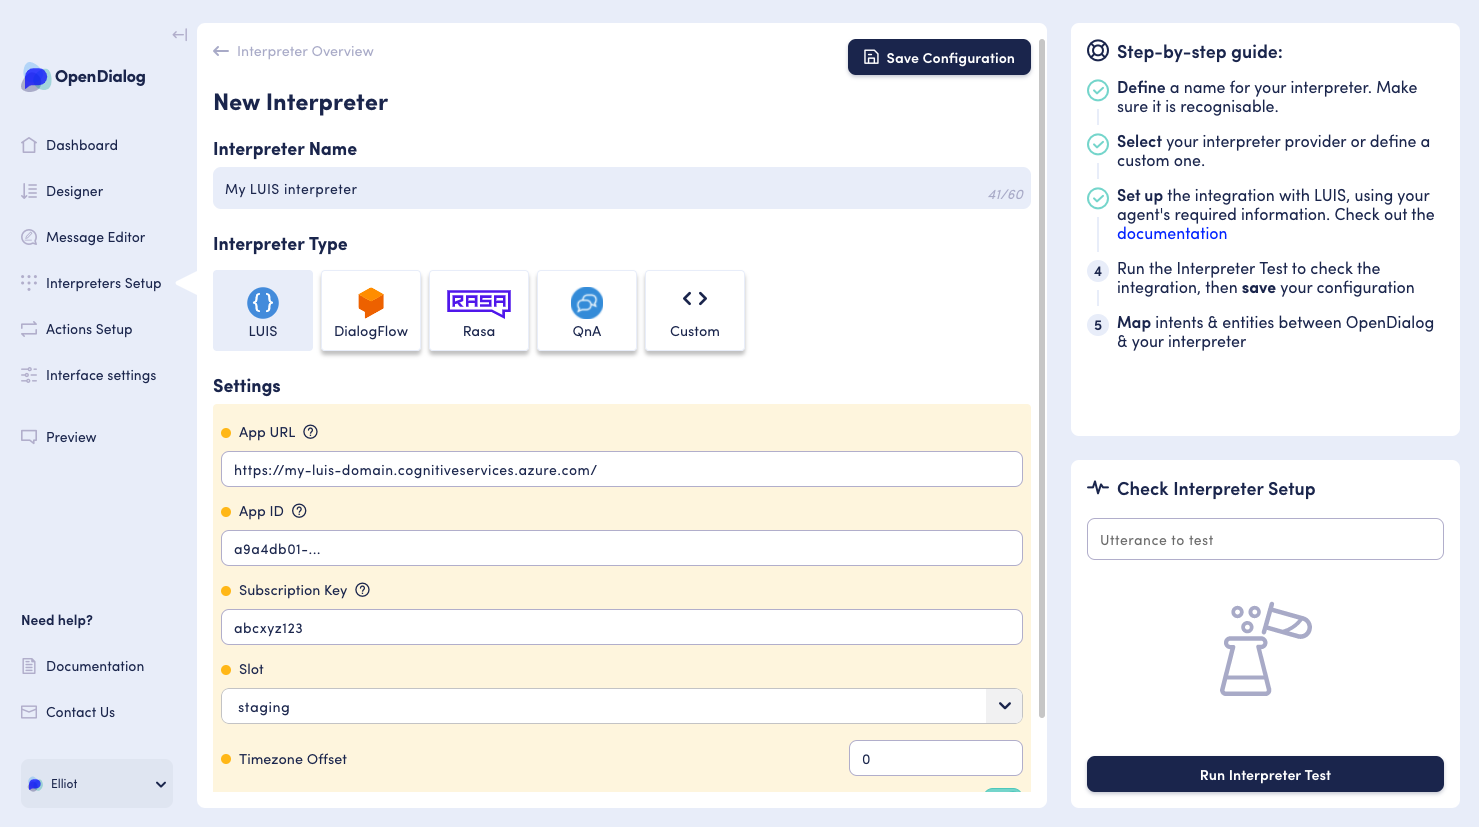 OpenDialog
Dashboard
Designer
Message Editor
Interpreters Setup
Actions Setup
Interface settings
Preview
Need help?
Documentation
Contact Us
Elliot
Interpreter Overview
Save Configuration
New Interpreter
Interpreter Name
My LUIS interpreter
41/60
Interpreter Type
LUIS
DialogFlow
RASA
Rasa
QnA
Custom
Settings
App URL
https://my-luis-domain.cognitiveservices.azure.com/
App ID
a9a4db01-...
Subscription Key
abcxyz123
Slot
staging
Timezone Offset
0
Step-by-step guide:
Define a name for your interpreter. Make
sure it is recognisable.
Select your interpreter provider or define a
custom one.
Set up the integration with LUIS, using your
agent's required information. Check out the
documentation
4 Run the Interpreter Test to check the
integration, then save your configuration
5 Map intents & entities between OpenDialog
& your interpreter
Check Interpreter Setup
Utterance to test
Run Interpreter Test